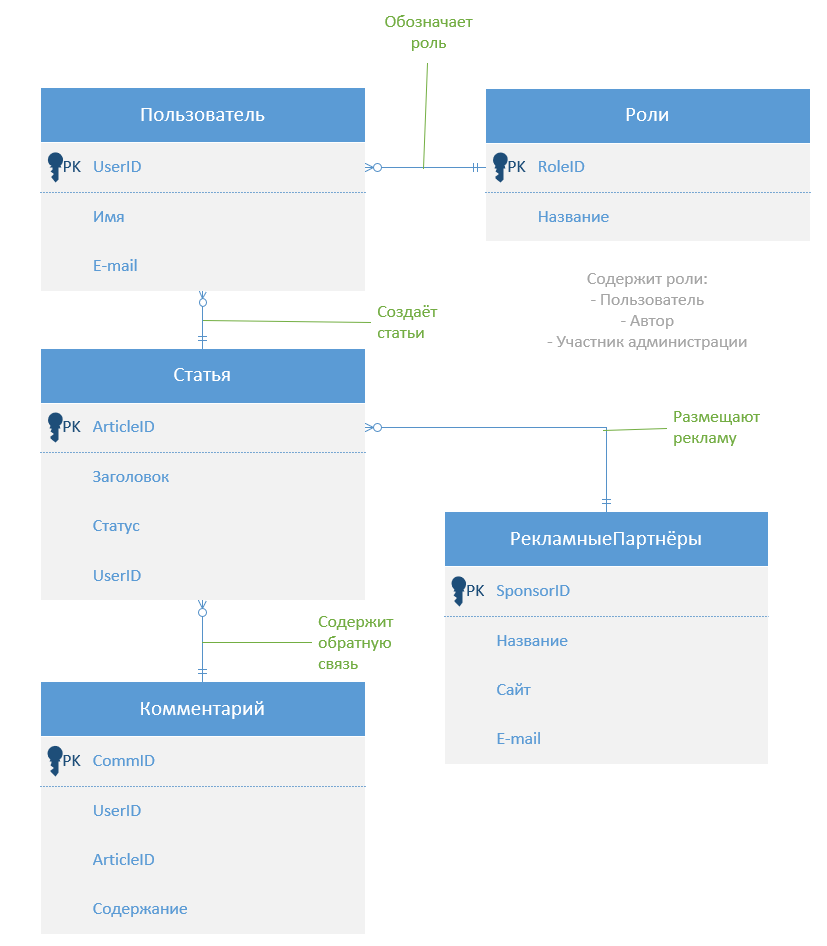 Обозначает
роль
Пользователь
PK UserID
Имя
E-mail
Роли
PK RoleID
Название
Содержит роли:
- Пользователь
- Автор
- Участник администрации
Создаёт
статьи
Статья
PK ArticleID
Заголовок
Статус
UserID
Размещают
рекламу
РекламныеПартнёры
PK SponsorID
Название
Сайт
E-mail
Содержит
обратную
связь
Комментарий
PK CommID
UserID
ArticleID
Содержание